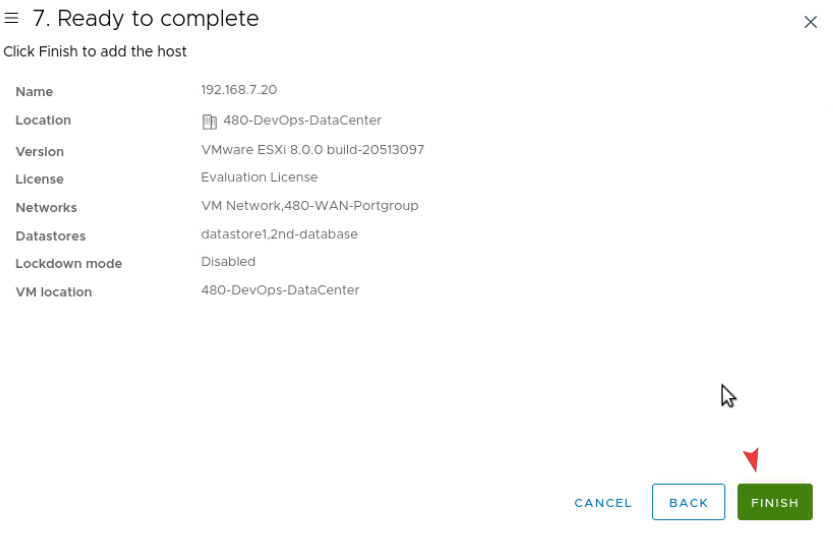 7. Ready to complete
Click Finish to add the host
Name 192.168.7.20
Location 480-DevOps-DataCenter
Version VMware ESXi 8.0.0 build-20513097
License Evaluation License
Networks VM Network,480-WAN-Portgroup
Datastores datastore1,2nd-database
Lockdown mode Disabled
VM location 480-DevOps-DataCenter
CANCEL BACK FINISH